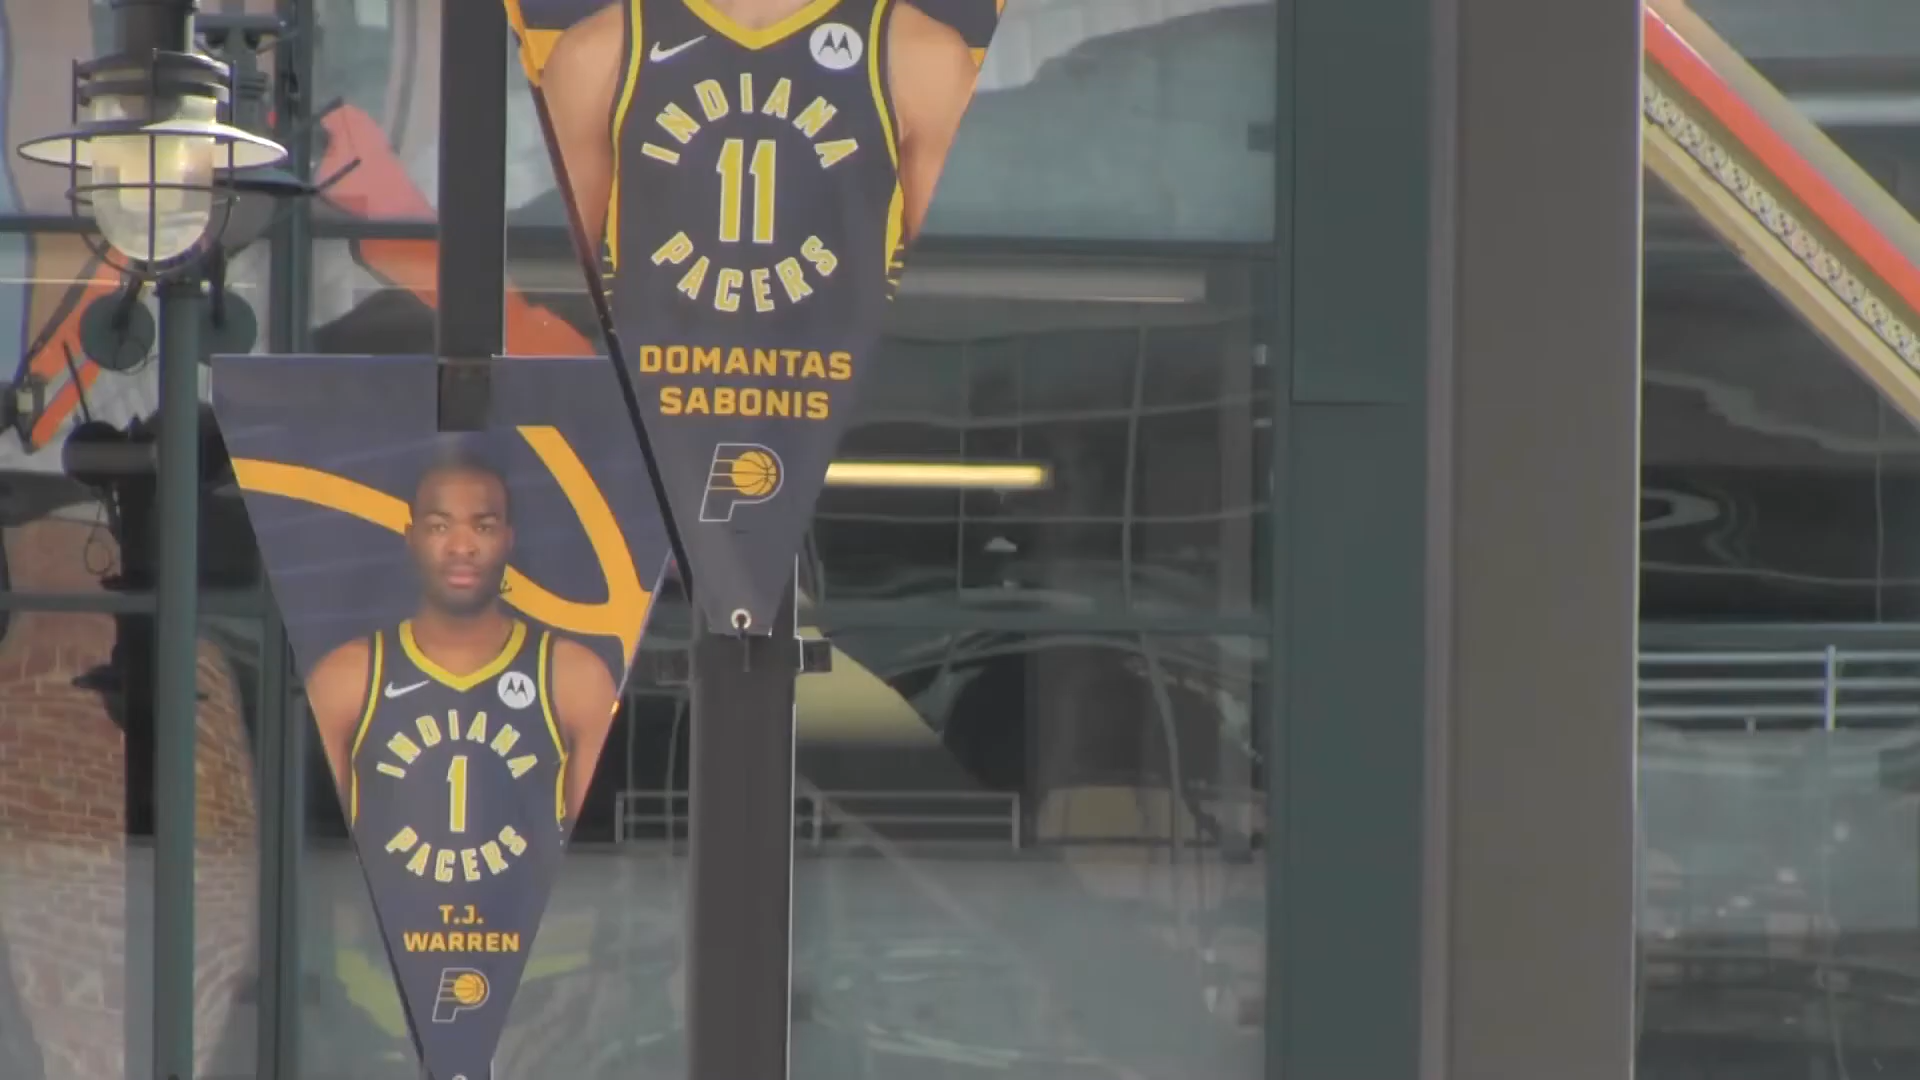 INDIANA
11
PACERS
DOMANTAS
SABONIS
INDIANA
1
PACERS
T.J.
WARREN